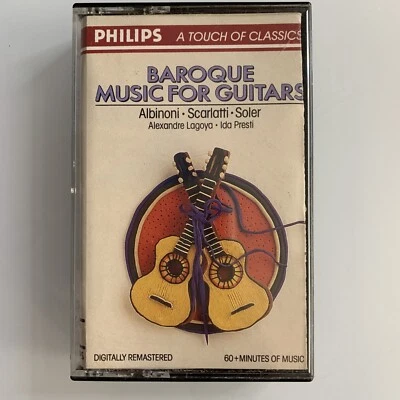 PHILIPS A TOUCH OF CLASSICS
BAROQUE
MUSIC FOR GUITARS
Albinoni • Scarlatti • Soler
Alexandre Lagoya • Ida Presti
DIGITALLY REMASTERED 60+ MINUTES OF MUSIC